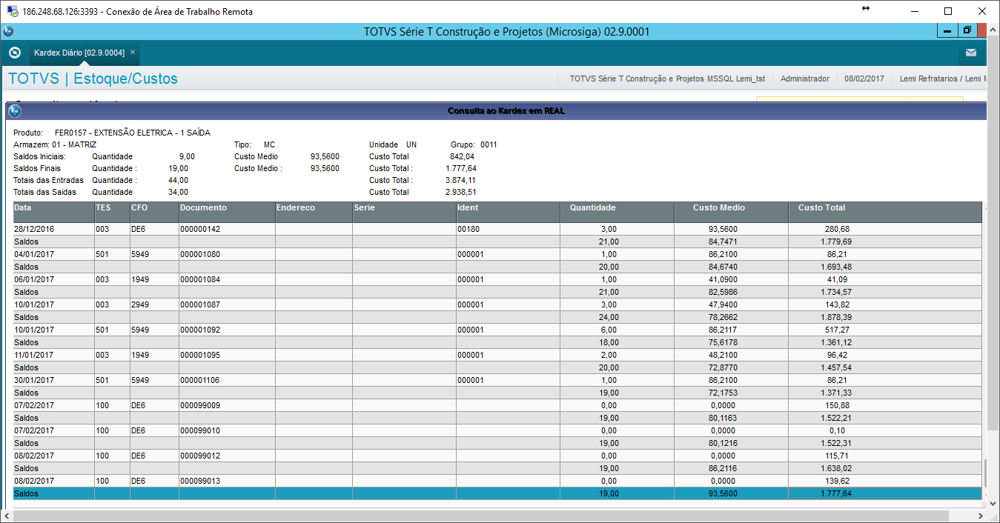 186.248.68.126:3393 - Conexão de Área de Trabalho Remota
TOTVS Série T Construção e Projetos (Microsiga) 02.9.0001
Kardex Diário [02.9.0004] ×
TOTVS | Estoque/Custos TOTVS Série T Construção e Projetos MSSQL Lemi_tst Administrador 08/02/2017 Lemi Refratarios / Lemi
Consulta ao Kardex em REAL
Produto: FER0157 - EXTENSÃO ELETRICA - 1 SAÍDA
Armazem: 01 - MATRIZ Tipo: MC Unidade UN Grupo: 0011
Saldos Iniciais: Quantidade 9,00 Custo Medio 93,5600 Custo Total 842,04
Saldos Finais Quantidade : 19,00 Custo Medio : 93,5600 Custo Total : 1.777,64
Totais das Entradas Quantidade : 44,00 Custo Total : 3.874,11
Totais das Saidas Quantidade 34,00 Custo Total 2.938,51
Data TES CFO Documento Endereco Serie Ident Quantidade Custo Medio Custo Total
28/12/2016 003 DE6 000000142 00180 3,00 93,5600 280,68
Saldos 21,00 84,7471 1.779,69
04/01/2017 501 5949 000001080 000001 1,00 86,2100 86,21
Saldos 20,00 84,6740 1.693,48
06/01/2017 003 1949 000001084 000001 1,00 41,0900 41,09
Saldos 21,00 82,5986 1.734,57
10/01/2017 003 2949 000001087 000001 3,00 47,9400 143,82
Saldos 24,00 78,2662 1.878,39
10/01/2017 501 5949 000001092 000001 6,00 86,2117 517,27
Saldos 18,00 75,6178 1.361,12
11/01/2017 003 1949 000001095 000001 2,00 48,2100 96,42
Saldos 20,00 72,8770 1.457,54
30/01/2017 501 5949 000001106 000001 1,00 86,2100 86,21
Saldos 19,00 72,1753 1.371,33
07/02/2017 100 DE6 000099009 0,00 0,0000 150,88
Saldos 19,00 80,1163 1.522,21
07/02/2017 100 DE6 000099010 0,00 0,0000 0,10
Saldos 19,00 80,1216 1.522,31
08/02/2017 100 DE6 000099012 0,00 0,0000 115,71
Saldos 19,00 86,2116 1.638,02
08/02/2017 100 DE6 000099013 0,00 0,0000 139,62
Saldos 19,00 93,5600 1.777,64